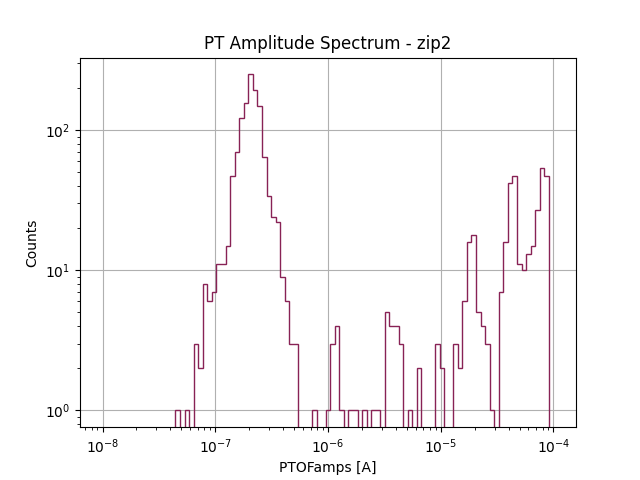 PT Amplitude Spectrum - zip2
Counts
10²
10¹
10⁰
10⁻⁸ 10⁻⁷ 10⁻⁶ 10⁻⁵ 10⁻⁴
PTOFamps [A]